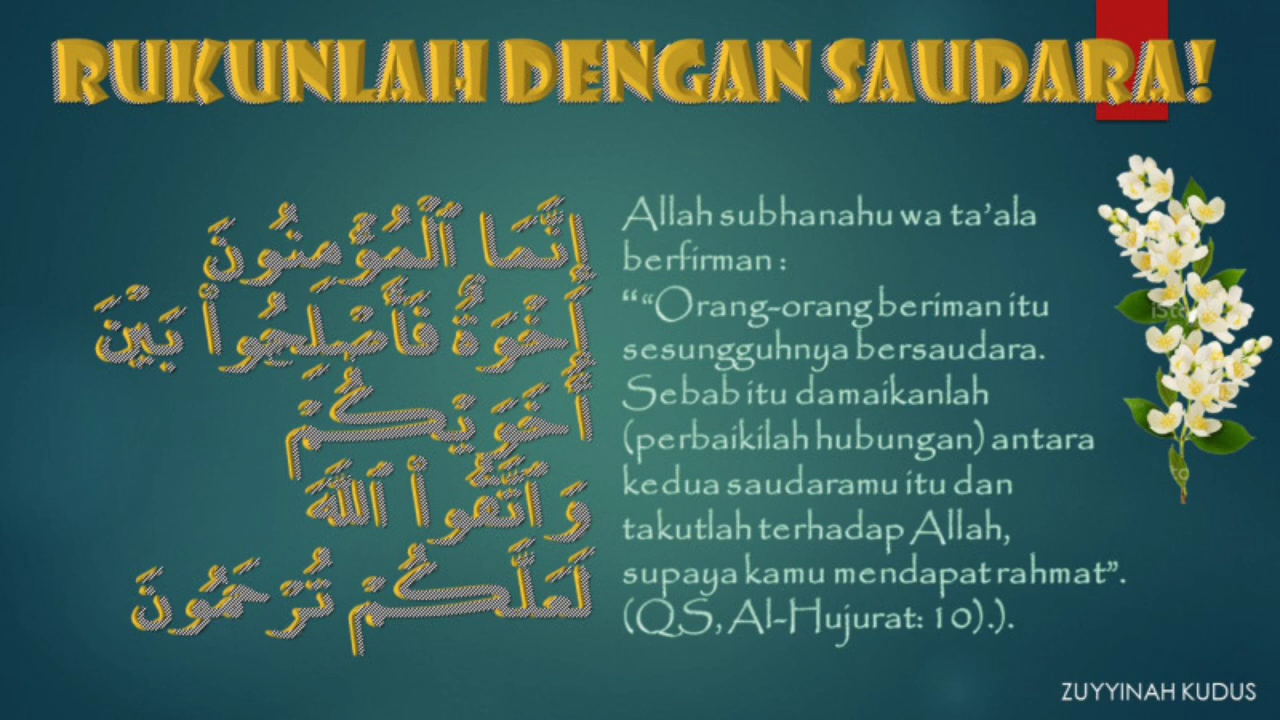 RUKUNLAH DENGAN SAUDARA!
إِنَّمَا ٱلْمُؤْمِنُونَ
إِخْوَةٌ فَأَصْلِحُوا۟ بَيْنَ
أَخَوَيْكُمْ
وَٱتَّقُوا۟ ٱللَّهَ
لَعَلَّكُمْ تُرْحَمُونَ
Allah subhanahu wa ta'ala
berfirman :
"“Orang-orang beriman itu
sesungguhnya bersaudara.
Sebab itu damaikanlah
(perbaikilah hubungan) antara
kedua saudaramu itu dan
takutlah terhadap Allah,
supaya kamu mendapat rahmat”.
(QS, Al-Hujurat: 10).).
ZUYYINAH KUDUS